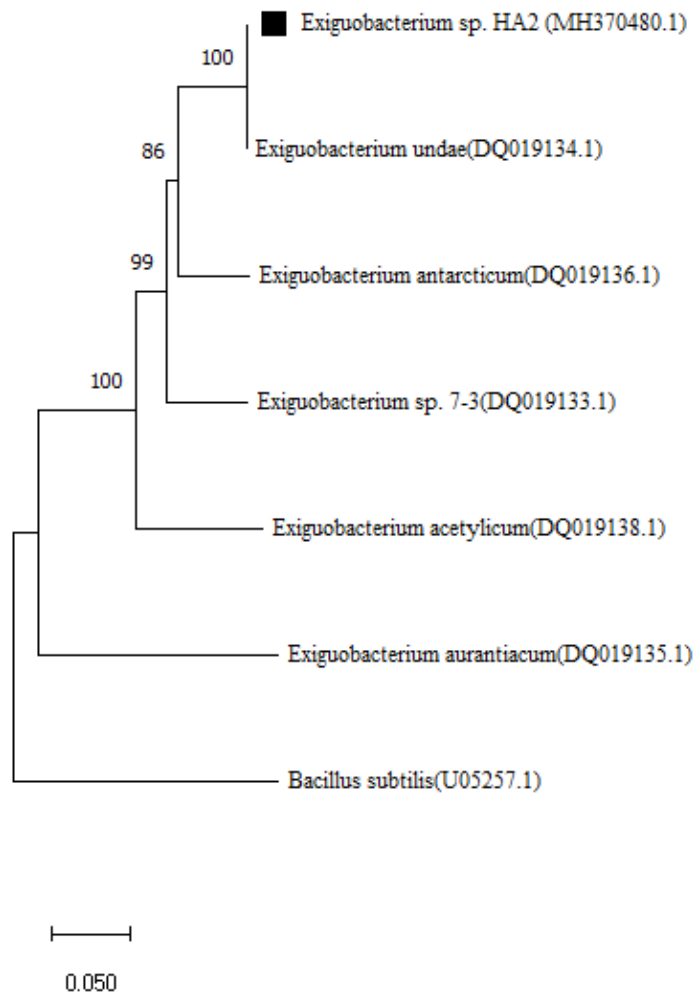 Exiguobacterium sp. HA2 (MH370480.1)
100
Exiguobacterium undae(DQ019134.1)
86
Exiguobacterium antarcticum(DQ019136.1)
99
Exiguobacterium sp. 7-3(DQ019133.1)
100
Exiguobacterium acetylicum(DQ019138.1)
Exiguobacterium aurantiacum(DQ019135.1)
Bacillus subtilis(U05257.1)
0.050